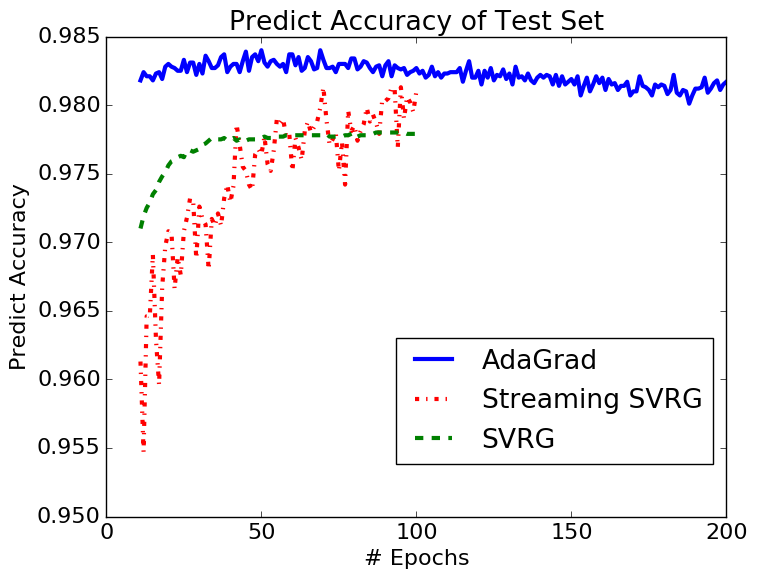 Predict Accuracy of Test Set
0.985
0.980
0.975
0.970
0.965
0.960
0.955
0.950
Predict Accuracy
AdaGrad
Streaming SVRG
SVRG
0 50 100 150 200
# Epochs